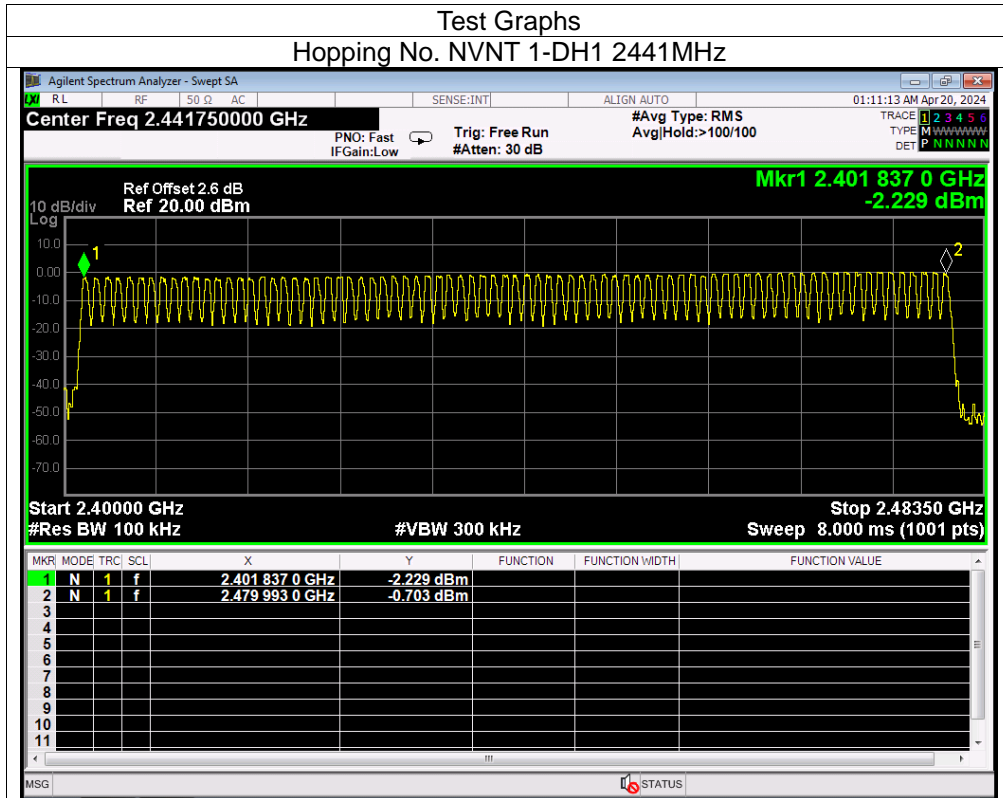 Test Graphs
Hopping No. NVNT 1-DH1 2441MHz
Agilent Spectrum Analyzer - Swept SA
LXI RL RF 50 Ω AC SENSE:INT ALIGN AUTO 01:11:13 AM Apr 20, 2024
Center Freq 2.441750000 GHz #Avg Type: RMS TRACE 1 2 3 4 5 6
PNO: Fast Trig: Free Run Avg|Hold:>100/100 TYPE M WWWWW
IFGain:Low #Atten: 30 dB DET P N N N N N
Mkr1 2.401 837 0 GHz
Ref Offset 2.6 dB
10 dB/div Ref 20.00 dBm -2.229 dBm
Log
10.0
1 2
0.00
-10.0
-20.0
-30.0
-40.0
-50.0
-60.0
-70.0
Start 2.40000 GHz Stop 2.48350 GHz
#Res BW 100 kHz #VBW 300 kHz Sweep 8.000 ms (1001 pts)
MKR MODE TRC SCL X Y FUNCTION FUNCTION WIDTH FUNCTION VALUE
1 N 1 f 2.401 837 0 GHz -2.229 dBm
2 N 1 f 2.479 993 0 GHz -0.703 dBm
3
4
5
6
7
8
9
10
11
MSG STATUS